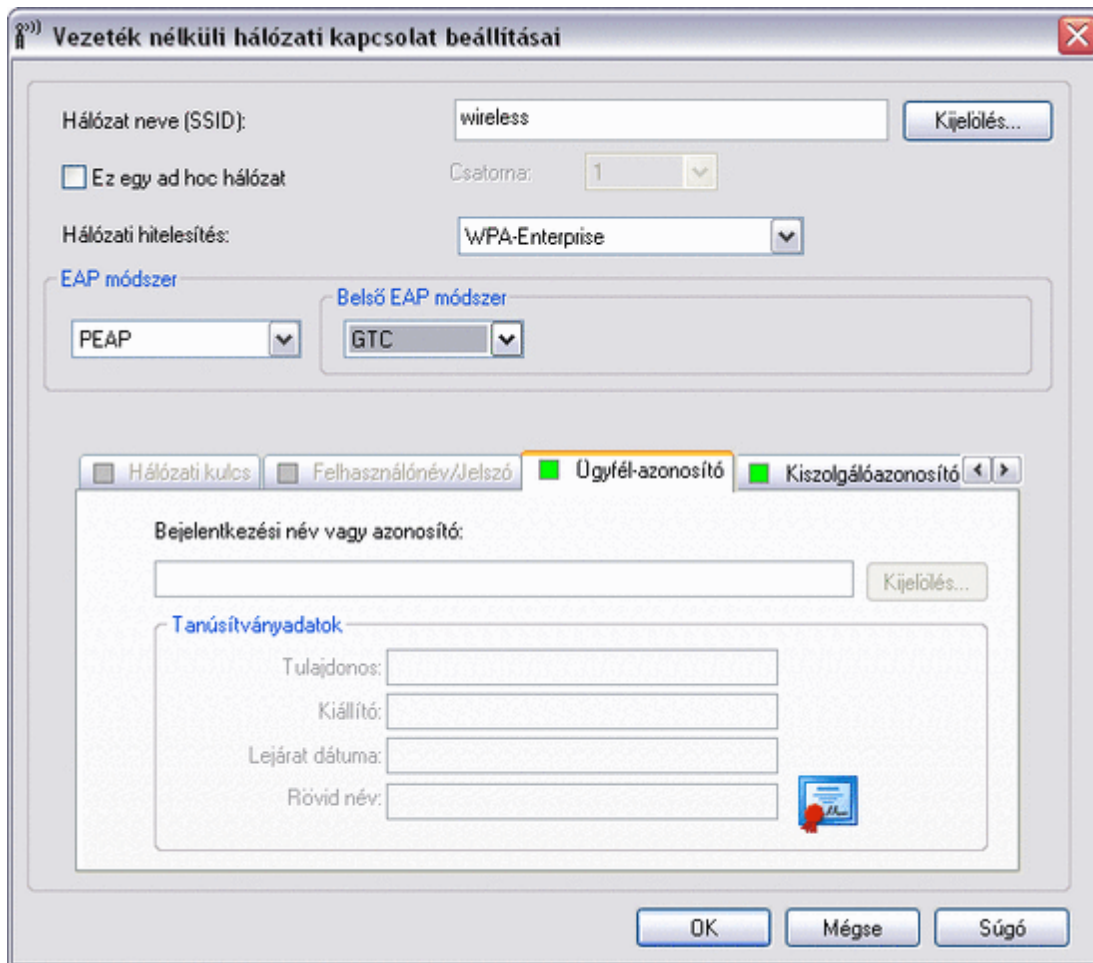 Vezeték nélküli hálózati kapcsolat beállításai
Hálózat neve (SSID): wireless Kijelölés...
Ez egy ad hoc hálózat Csatorna: 1
Hálózati hitelesítés: WPA-Enterprise
EAP módszer
Belső EAP módszer
PEAP GTC
Hálózati kulcs Felhasználónév/Jelszó Ügyfél-azonosító Kiszolgálóazonosító
Bejelentkezési név vagy azonosító:
Kijelölés...
Tanúsítványadatok
Tulajdonos:
Kiállító:
Lejárat dátuma:
Rövid név:
OK Mégse Súgó